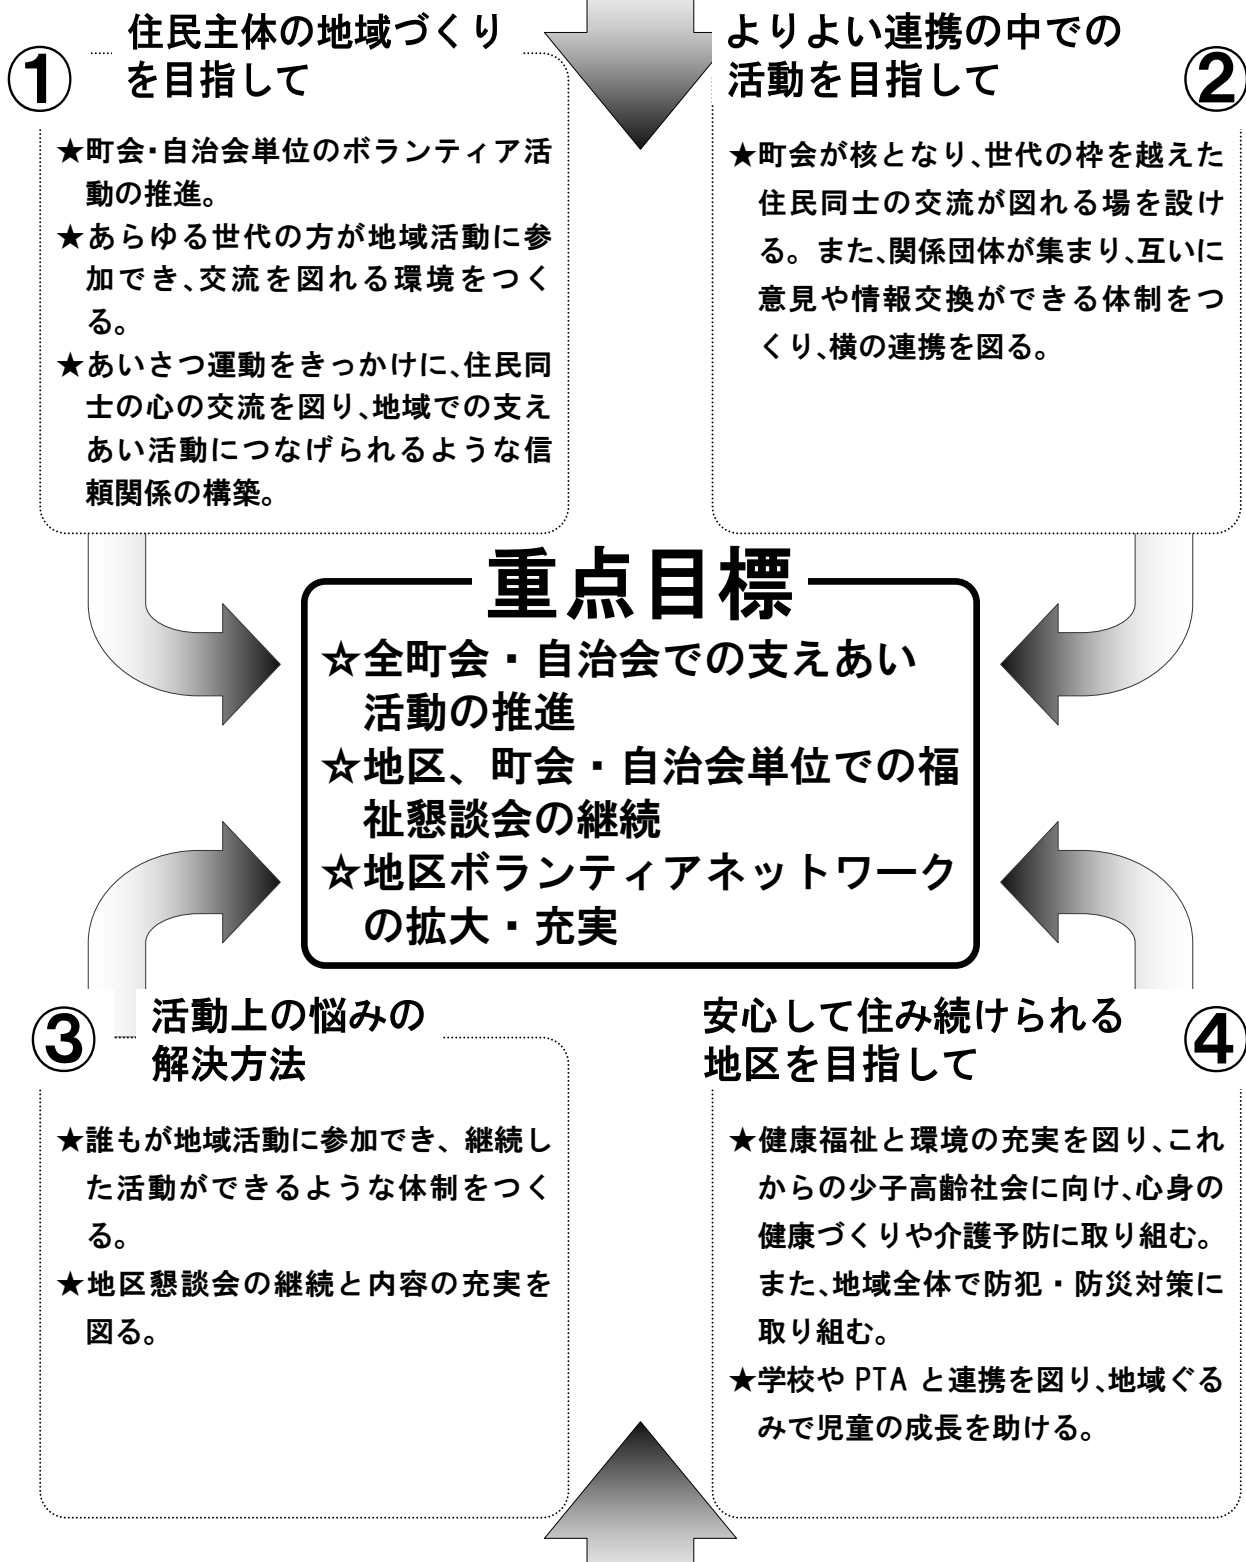 ①
住民主体の地域づくり
を目指して
★町会・自治会単位のボランティア活
動の推進。
★あらゆる世代の方が地域活動に参
加でき、交流を図れる環境をつく
る。
★あいさつ運動をきっかけに、住民同
士の心の交流を図り、地域での支え
あい活動につなげられるような信
頼関係の構築。
よりよい連携の中での
活動を目指して
②
★町会が核となり、世代の枠を越えた
住民同士の交流が図れる場を設け
る。また、関係団体が集まり、互いに
意見や情報交換ができる体制をつ
くり、横の連携を図る。
重点目標
☆全町会・自治会での支えあい
活動の推進
☆地区、町会・自治会単位での福
祉懇談会の継続
☆地区ボランティアネットワーク
の拡大・充実
③
活動上の悩みの
解決方法
★誰もが地域活動に参加でき、継続し
た活動ができるような体制をつく
る。
★地区懇談会の継続と内容の充実を
図る。
安心して住み続けられる
地区を目指して
④
★健康福祉と環境の充実を図り、これ
からの少子高齢社会に向け、心身の
健康づくりや介護予防に取り組む。
また、地域全体で防犯・防災対策に
取り組む。
★学校や PTA と連携を図り、地域ぐる
みで児童の成長を助ける。